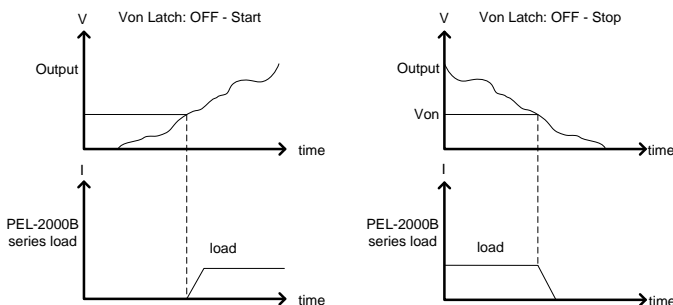 V
Von Latch: OFF - Start
Output
time
I
PEL-2000B
series load
load
time
V
Von Latch: OFF - Stop
Output
Von
time
I
PEL-2000B
series load
load
time